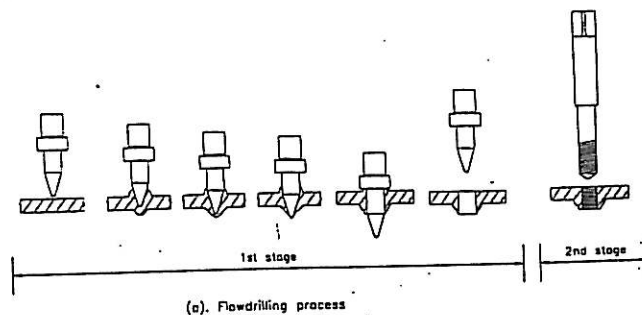 1st stage
2nd stage
(a). Flowdrilling process